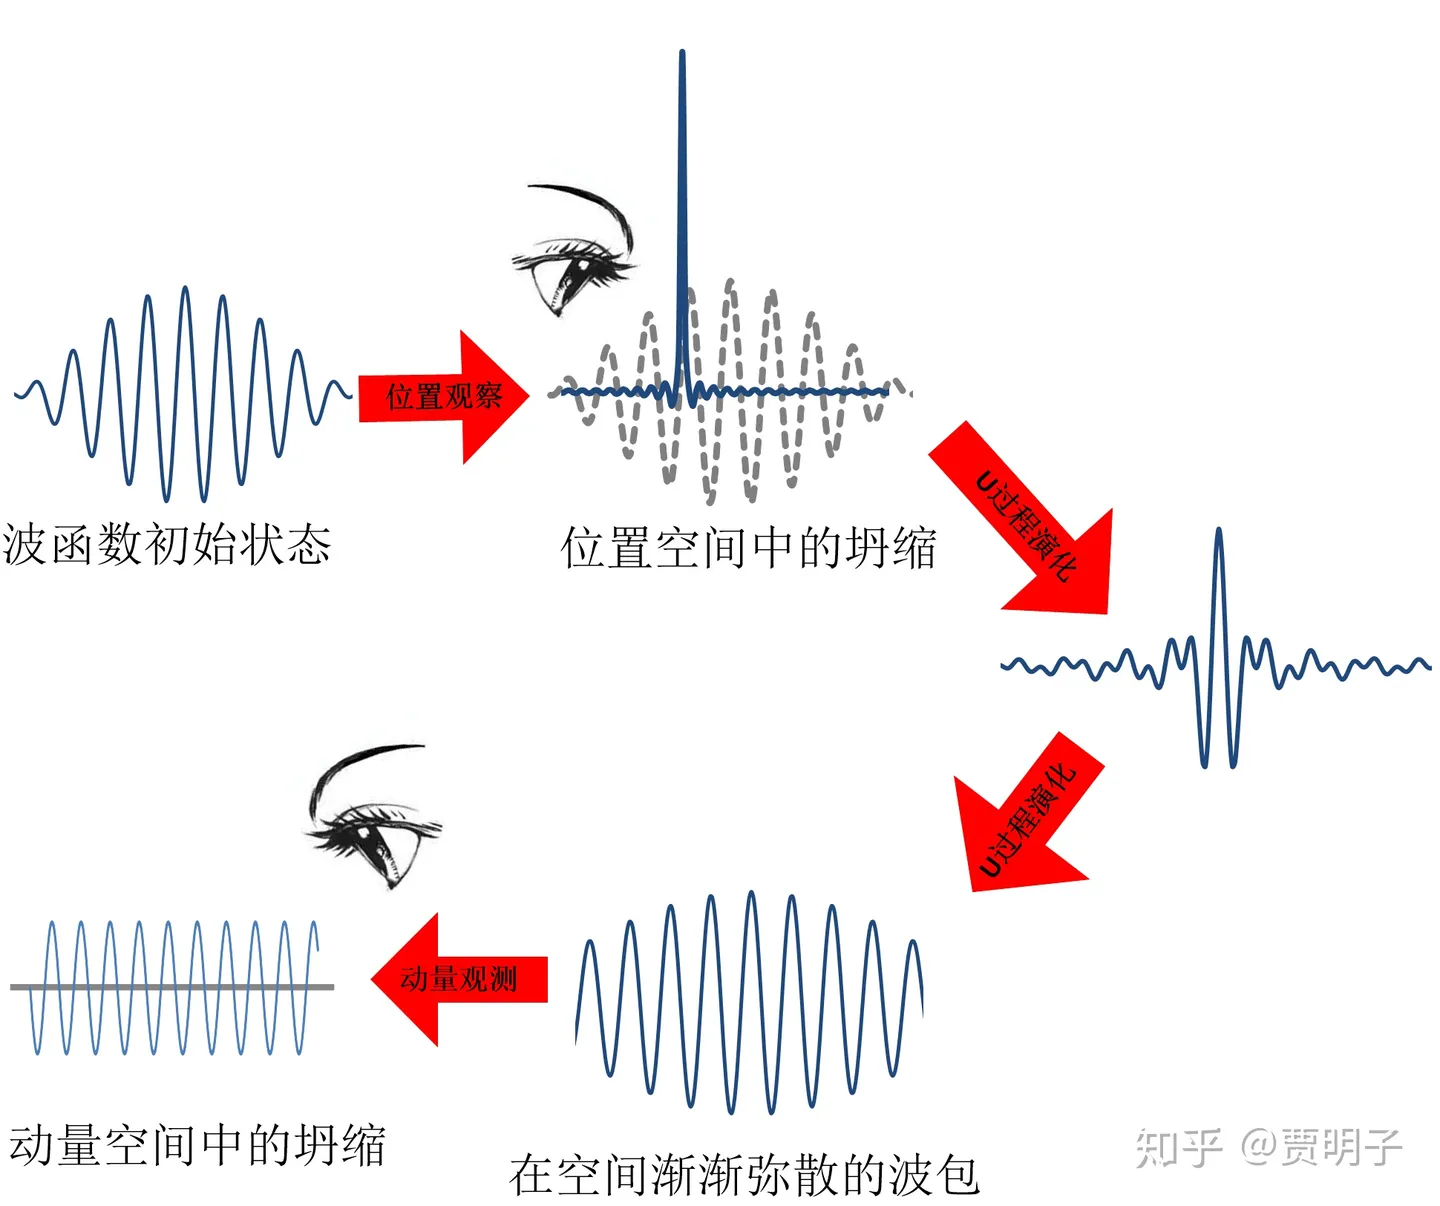 位置观察
波函数初始状态
位置空间中的坍缩
U过程演化
U过程演化
动量观测
动量空间中的坍缩
在空间渐渐弥散的波包
知乎 @贾明子